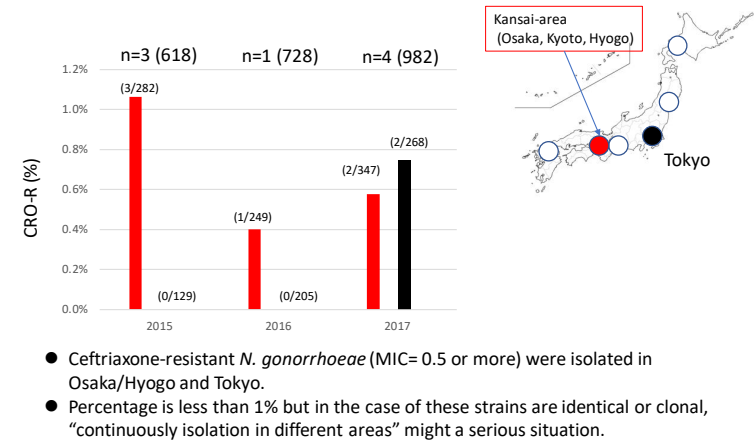 n=3 (618) n=1 (728) n=4 (982)
CRO-R (%)
1.2%
1.0%
0.8%
0.6%
0.4%
0.2%
0.0%
(3/282)
(0/129)
(1/249)
(0/205)
(2/347)
(2/268)
2015 2016 2017
Kansai-area
(Osaka, Kyoto, Hyogo)
Tokyo
● Ceftriaxone-resistant N. gonorrhoeae (MIC= 0.5 or more) were isolated in
Osaka/Hyogo and Tokyo.
● Percentage is less than 1% but in the case of these strains are identical or clonal,
“continuously isolation in different areas” might a serious situation.